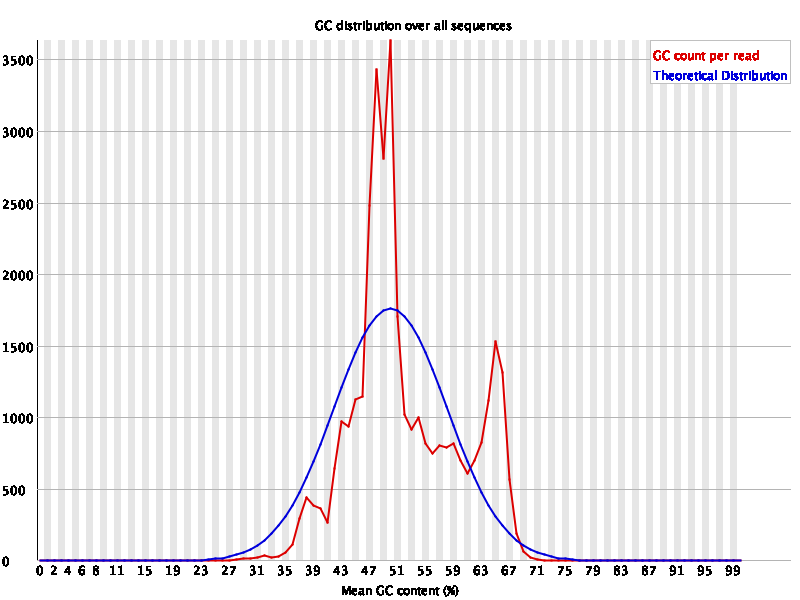 GC distribution over all sequences
GC count per read
Theoretical Distribution
3500
3000
2500
2000
1500
1000
500
0
0 2 4 6 8 11 15 19 23 27 31 35 39 43 47 51 55 59 63 67 71 75 79 83 87 91 95 99
Mean GC content (%)